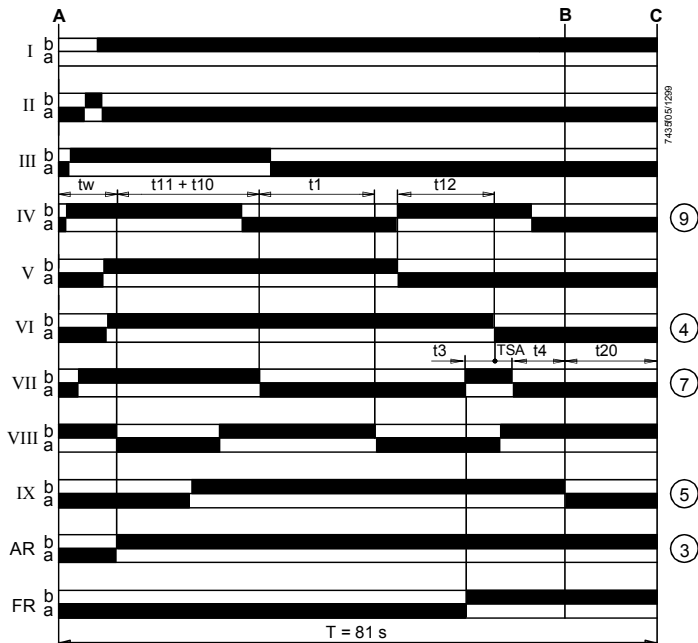 A B C
I b
a
II b
a
7435f05/1299
III b
a
tw t11 + t10 t1 t12
IV b
a 9
V b
a
VI b
a 4
t3 TSA t4 t20
VII b
a 7
VIII b
a
IX b
a 5
AR b
a 3
FR b
a
T = 81 s